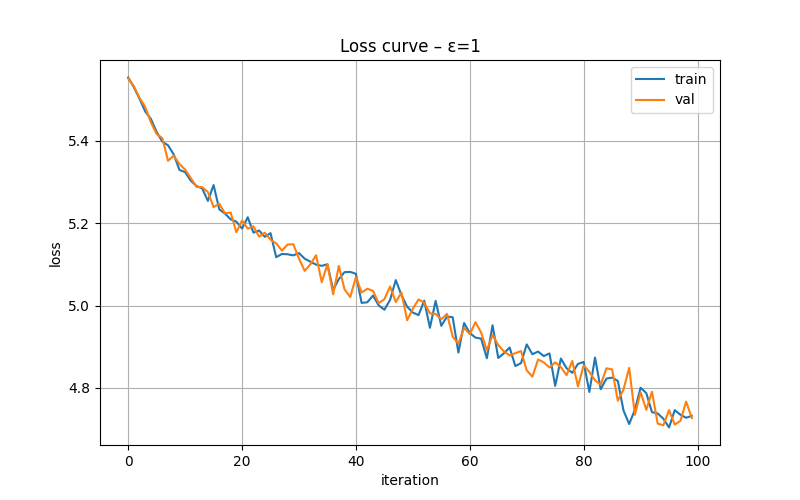 Loss curve – ε=1
train
val
5.4
5.2
5.0
4.8
loss
0 20 40 60 80 100
iteration